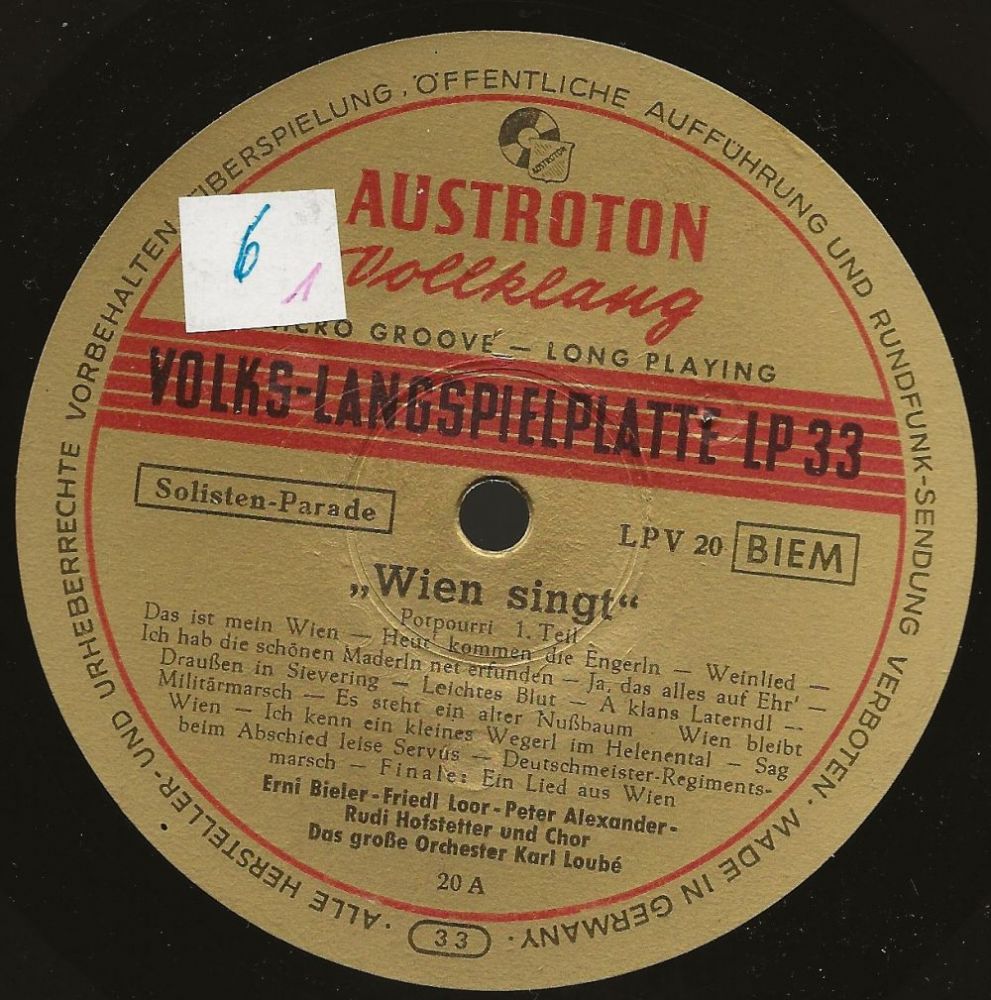 ALLE HERSTELLER- UND URHEBERRECHTE VORBEHALTEN · ÜBERSPIELUNG, ÖFFENTLICHE AUFFÜHRUNG UND RUNDFUNK-SENDUNG VERBOTEN · MADE IN GERMANY ·
AUSTROTON
AUSTROTON
Vollklang
6
1
MICRO GROOVE — LONG PLAYING
VOLKS-LANGSPIELPLATTE LP 33
Solisten-Parade
LPV 20 BIEM
„Wien singt“
Potpourri 1. Teil
Das ist mein Wien — Heut' kommen die Engerln — Weinlied —
Ich hab die schönen Maderln net erfunden — Ja, das alles auf Ehr' —
Draußen in Sievering — Leichtes Blut — A klans Laterndl —
Militärmarsch — Es steht ein alter Nußbaum Wien bleibt
Wien — Ich kenn ein kleines Wegerl im Helenental — Sag
beim Abschied leise Servus — Deutschmeister-Regiments-
marsch — Finale: Ein Lied aus Wien
Erni Bieler - Friedl Loor - Peter Alexander -
Rudi Hofstetter und Chor
Das große Orchester Karl Loubé
20 A
33